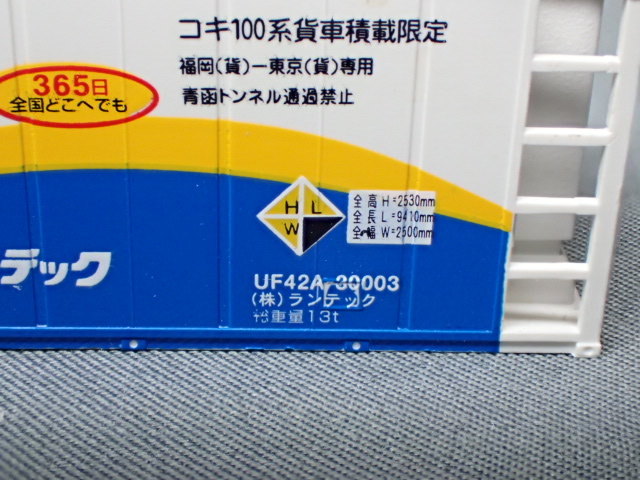 コキ100系貨車積載限定
福岡(貨)ー東京(貨)専用
青函トンネル通過禁止
365日
全国どこへでも
H L
W
全高 H=2530mm
全長 L=9410mm
全幅 W=2500mm
テック
UF42A-30003
(株)ランテック
総重量13t